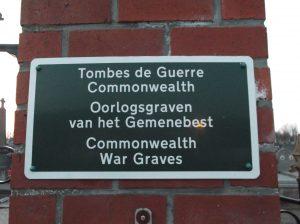 Tombes de Guerre
Commonwealth
Oorlogsgraven
van het Gemenebest
Commonwealth
War Graves